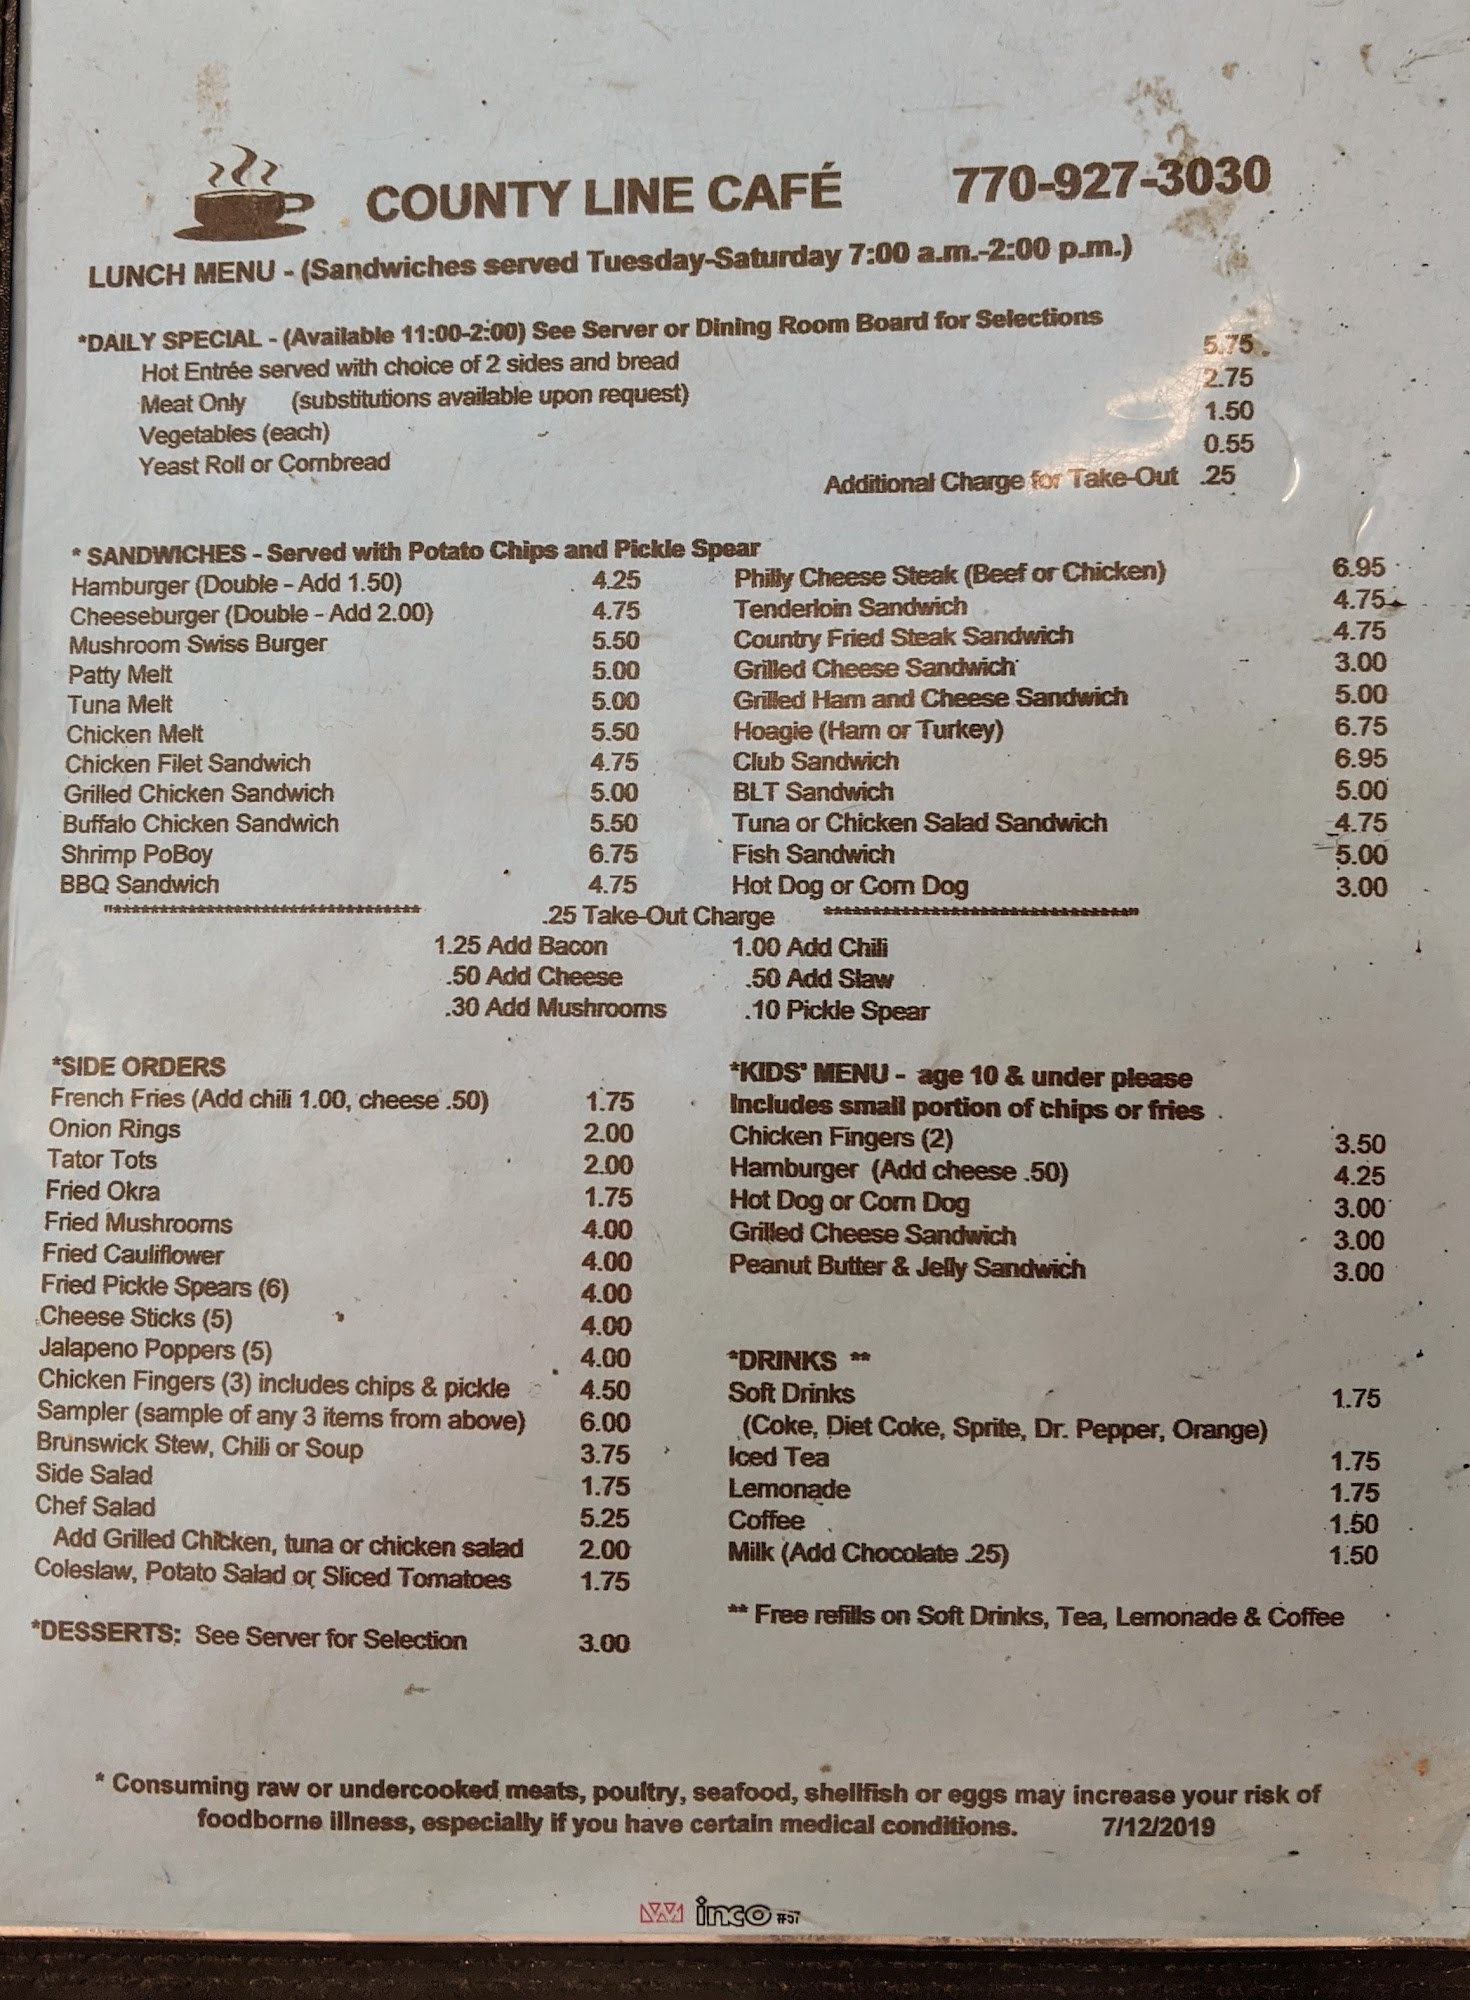 COUNTY LINE CAFÉ 770-927-3030
LUNCH MENU - (Sandwiches served Tuesday-Saturday 7:00 a.m.-2:00 p.m.)
*DAILY SPECIAL - (Available 11:00-2:00) See Server or Dining Room Board for Selections
Hot Entrée served with choice of 2 sides and bread 5.75
Meat Only (substitutions available upon request) 2.75
Vegetables (each) 1.50
Yeast Roll or Cornbread 0.55
Additional Charge for Take-Out .25
* SANDWICHES - Served with Potato Chips and Pickle Spear
Hamburger (Double - Add 1.50) 4.25
Cheeseburger (Double - Add 2.00) 4.75
Mushroom Swiss Burger 5.50
Patty Melt 5.00
Tuna Melt 5.00
Chicken Melt 5.50
Chicken Filet Sandwich 4.75
Grilled Chicken Sandwich 5.00
Buffalo Chicken Sandwich 5.50
Shrimp PoBoy 6.75
BBQ Sandwich 4.75
Philly Cheese Steak (Beef or Chicken) 6.95
Tenderloin Sandwich 4.75
Country Fried Steak Sandwich 4.75
Grilled Cheese Sandwich 3.00
Grilled Ham and Cheese Sandwich 5.00
Hoagie (Ham or Turkey) 6.75
Club Sandwich 6.95
BLT Sandwich 5.00
Tuna or Chicken Salad Sandwich 4.75
Fish Sandwich 5.00
Hot Dog or Corn Dog 3.00
"******************************** .25 Take-Out Charge ********************************"
1.25 Add Bacon 1.00 Add Chili
.50 Add Cheese .50 Add Slaw
.30 Add Mushrooms .10 Pickle Spear
*SIDE ORDERS
French Fries (Add chili 1.00, cheese .50) 1.75
Onion Rings 2.00
Tator Tots 2.00
Fried Okra 1.75
Fried Mushrooms 4.00
Fried Cauliflower 4.00
Fried Pickle Spears (6) 4.00
Cheese Sticks (5) 4.00
Jalapeno Poppers (5) 4.00
Chicken Fingers (3) includes chips & pickle 4.50
Sampler (sample of any 3 items from above) 6.00
Brunswick Stew, Chili or Soup 3.75
Side Salad 1.75
Chef Salad 5.25
Add Grilled Chicken, tuna or chicken salad 2.00
Coleslaw, Potato Salad or Sliced Tomatoes 1.75
*DESSERTS: See Server for Selection 3.00
*KIDS' MENU - age 10 & under please
Includes small portion of chips or fries
Chicken Fingers (2) 3.50
Hamburger (Add cheese .50) 4.25
Hot Dog or Corn Dog 3.00
Grilled Cheese Sandwich 3.00
Peanut Butter & Jelly Sandwich 3.00
*DRINKS **
Soft Drinks 1.75
(Coke, Diet Coke, Sprite, Dr. Pepper, Orange)
Iced Tea 1.75
Lemonade 1.75
Coffee 1.50
Milk (Add Chocolate .25) 1.50
** Free refills on Soft Drinks, Tea, Lemonade & Coffee
* Consuming raw or undercooked meats, poultry, seafood, shellfish or eggs may increase your risk of
foodborne illness, especially if you have certain medical conditions. 7/12/2019
inco #57